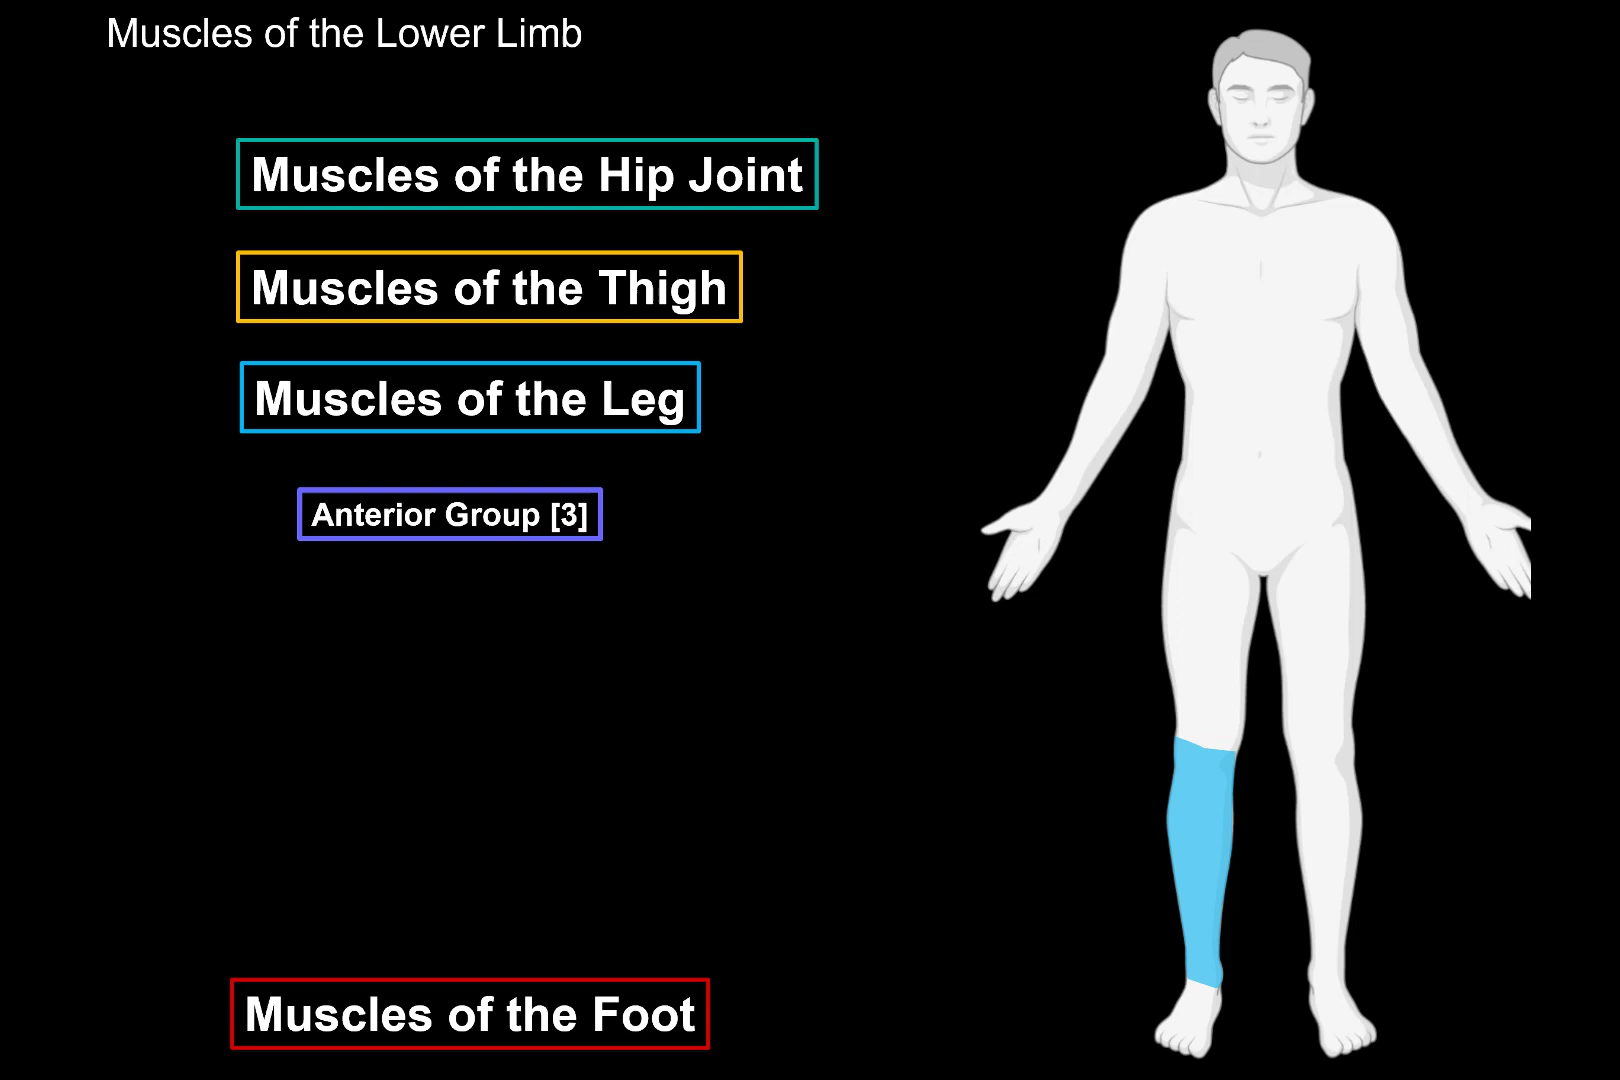 Muscles of the Lower Limb
Muscles of the Hip Joint
Muscles of the Thigh
Muscles of the Leg
Anterior Group [3]
Muscles of the Foot